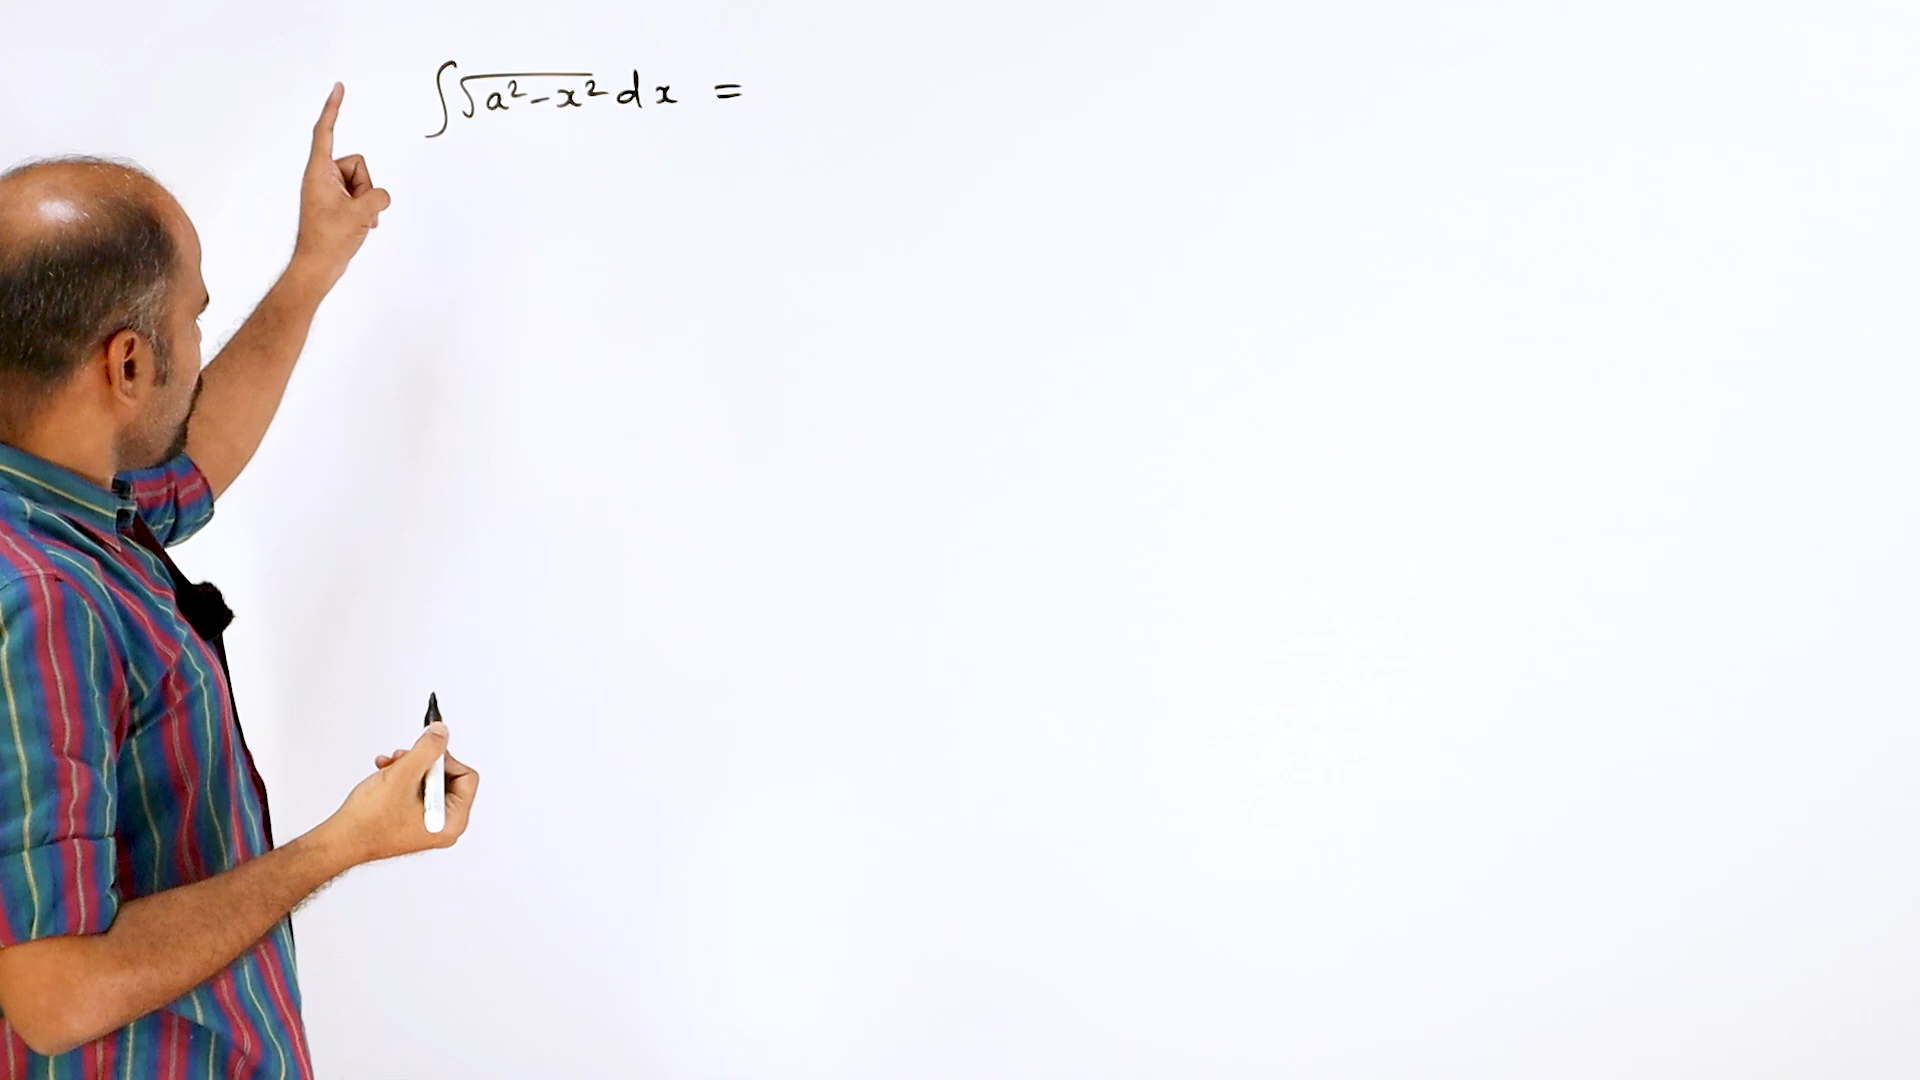 ∫√(a²-x²) dx =